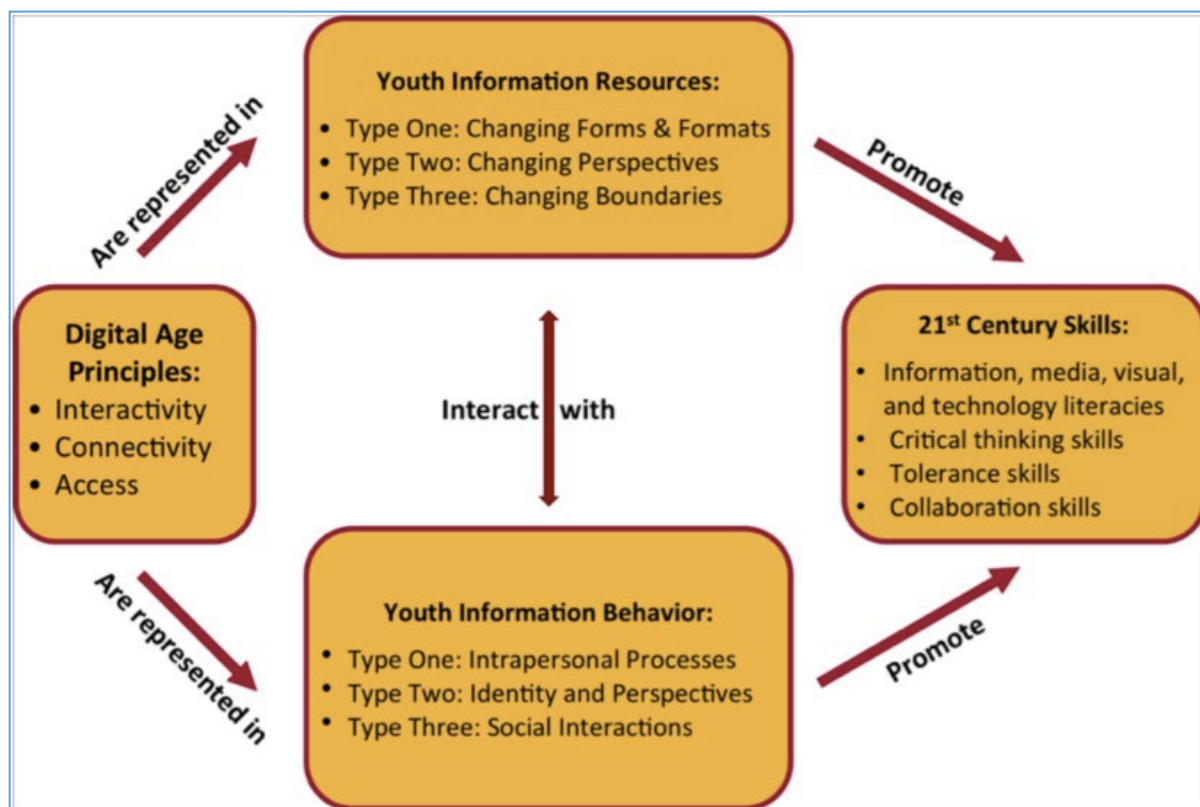 Youth Information Resources:
• Type One: Changing Forms & Formats
• Type Two: Changing Perspectives
• Type Three: Changing Boundaries
Are represented in
Promote
Digital Age
Principles:
• Interactivity
• Connectivity
• Access
Interact with
21st Century Skills:
• Information, media, visual,
and technology literacies
• Critical thinking skills
• Tolerance skills
• Collaboration skills
Are represented in
Youth Information Behavior:
• Type One: Intrapersonal Processes
• Type Two: Identity and Perspectives
• Type Three: Social Interactions
Promote